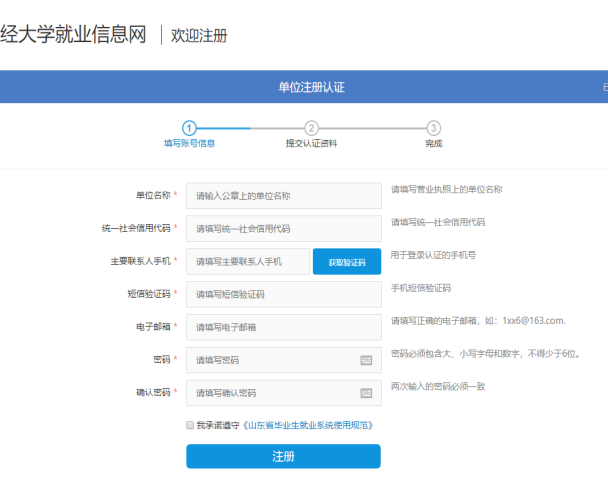 经大学就业信息网 | 欢迎注册
单位注册认证
1 2 3
填写账号信息 提交认证资料 完成
单位名称 * 请输入公章上的单位名称 请填写营业执照上的单位名称
统一社会信用代码 * 请填写统一社会信用代码 请填写统一社会信用代码
主要联系人手机 * 请填写主要联系人手机 获取验证码 用于登录认证的手机号
短信验证码 * 请填写短信验证码 手机短信验证码
电子邮箱 * 请填写电子邮箱 请填写正确的电子邮箱，如：1xx6@163.com.
密码 * 请填写密码 密码必须包含大、小写字母和数字，不得少于6位。
确认密码 * 请填写确认密码 两次输入的密码必须一致
我承诺遵守《山东省毕业生就业系统使用规范》
注册